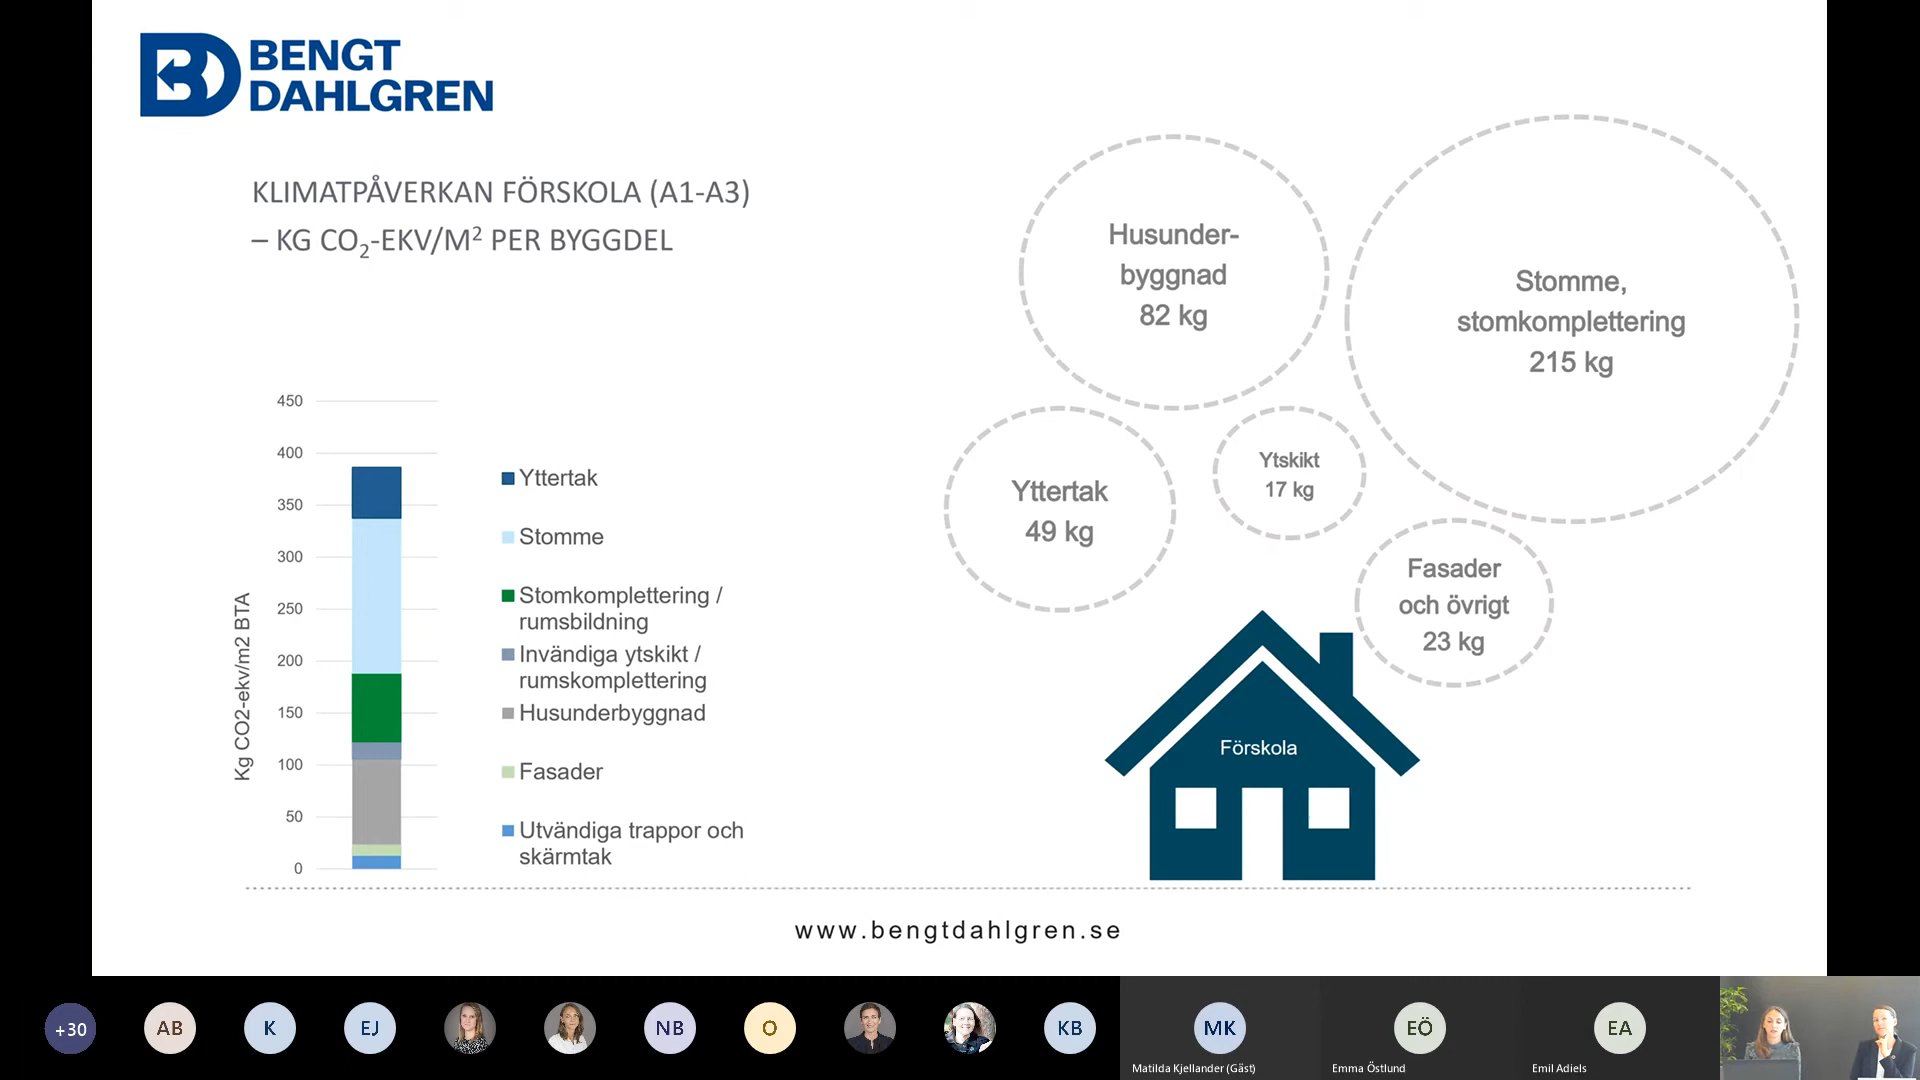 BENGT
DAHLGREN
KLIMATPÅVERKAN FÖRSKOLA (A1-A3)
– KG CO2-EKV/M2 PER BYGGDEL
Husunder-
byggnad
82 kg
Stomme,
stomkomplettering
215 kg
Yttertak
49 kg
Ytskikt
17 kg
Fasader
och övrigt
23 kg
Förskola
Kg CO2-ekv/m2 BTA
450
400
350
300
250
200
150
100
50
0
Yttertak
Stomme
Stomkomplettering /
rumsbildning
Invändiga ytskikt /
rumskomplettering
Husunderbyggnad
Fasader
Utvändiga trappor och
skärmtak
www.bengtdahlgren.se
+30
AB
K
EJ
NB
O
KB
MK
Matilda Kjellander (Gäst)
EÖ
Emma Östlund
EA
Emil Adiels